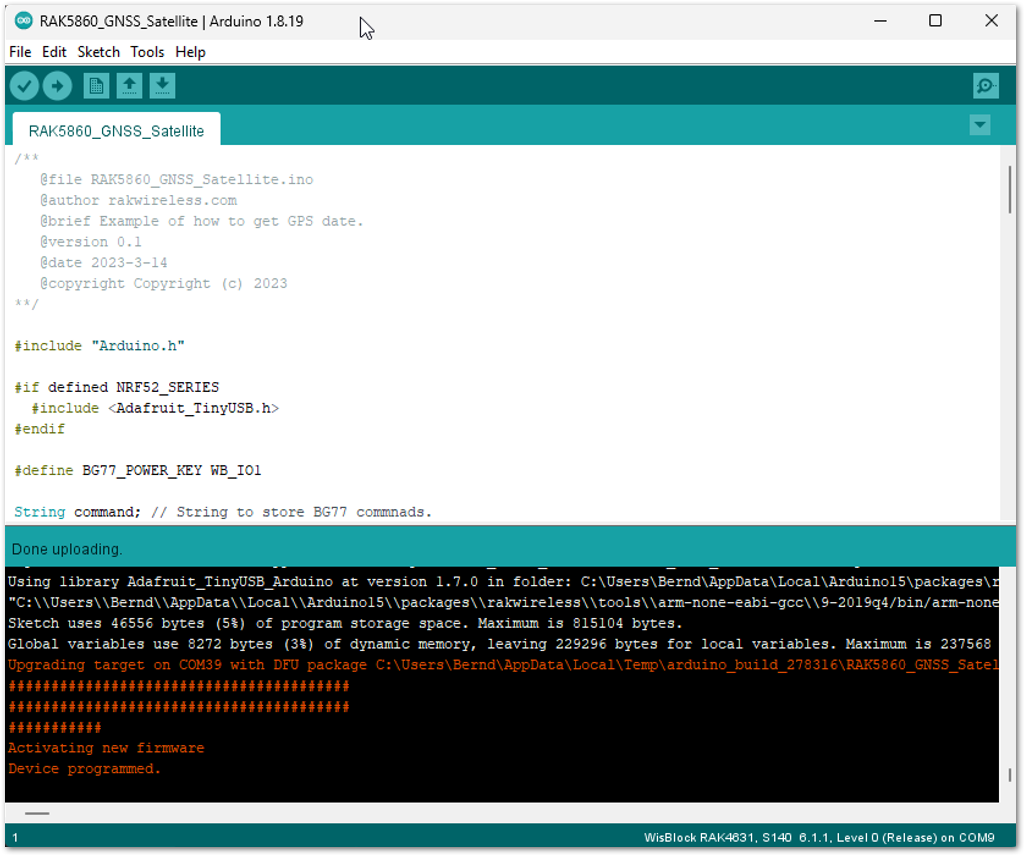 RAK5860_GNSS_Satellite | Arduino 1.8.19
File Edit Sketch Tools Help
RAK5860_GNSS_Satellite
/**
   @file RAK5860_GNSS_Satellite.ino
   @author rakwireless.com
   @brief Example of how to get GPS date.
   @version 0.1
   @date 2023-3-14
   @copyright Copyright (c) 2023
**/
#include "Arduino.h"
#if defined NRF52_SERIES
  #include <Adafruit_TinyUSB.h>
#endif
#define BG77_POWER_KEY WB_IO1
String command; // String to store BG77 commnads.
Done uploading.
Using library Adafruit_TinyUSB_Arduino at version 1.7.0 in folder: C:\Users\Bernd\AppData\Local\Arduino15\packages\r
"C:\\Users\\Bernd\\AppData\\Local\\Arduino15\\packages\\rakwireless\\tools\\arm-none-eabi-gcc\\9-2019q4/bin/arm-none
Sketch uses 46556 bytes (5%) of program storage space. Maximum is 815104 bytes.
Global variables use 8272 bytes (3%) of dynamic memory, leaving 229296 bytes for local variables. Maximum is 237568
Upgrading target on COM39 with DFU package C:\Users\Bernd\AppData\Local\Temp\arduino_build_278316\RAK5860_GNSS_Satel
########################################
########################################
###########
Activating new firmware
Device programmed.
1
WisBlock RAK4631, S140 6.1.1, Level 0 (Release) on COM9